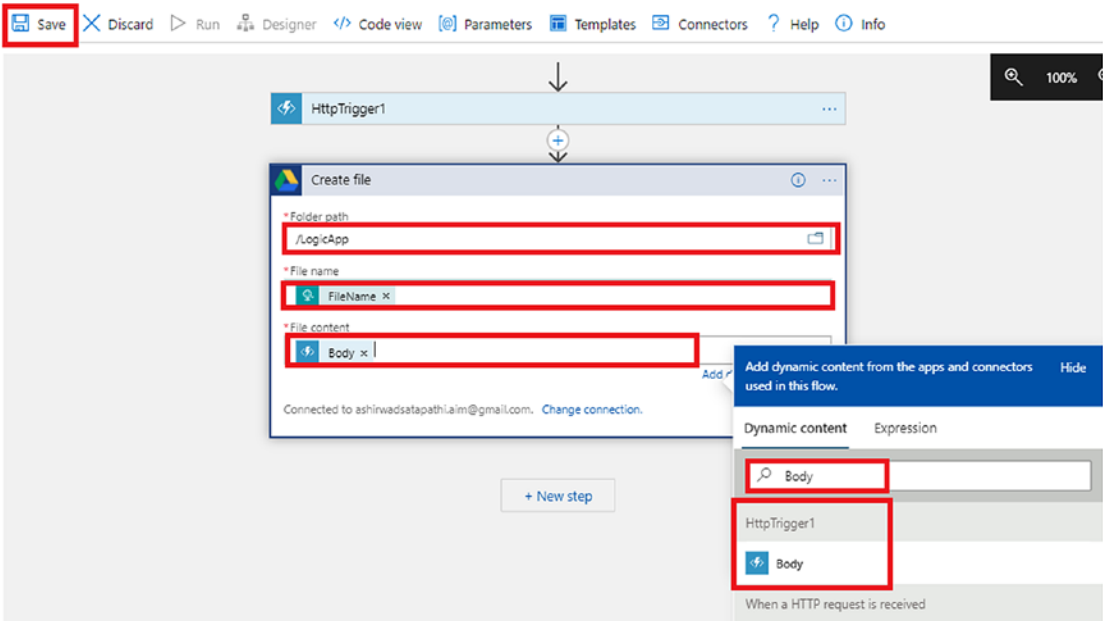 Save Discard Run Designer Code view Parameters Templates Connectors Help Info
100%
HttpTrigger1
Create file
*Folder path
/LogicApp
*File name
FileName ×
*File content
Body ×
Add
Connected to ashirwadsatapathi.aim@gmail.com. Change connection.
+ New step
Add dynamic content from the apps and connectors Hide
used in this flow.
Dynamic content Expression
Body
HttpTrigger1
Body
When a HTTP request is received